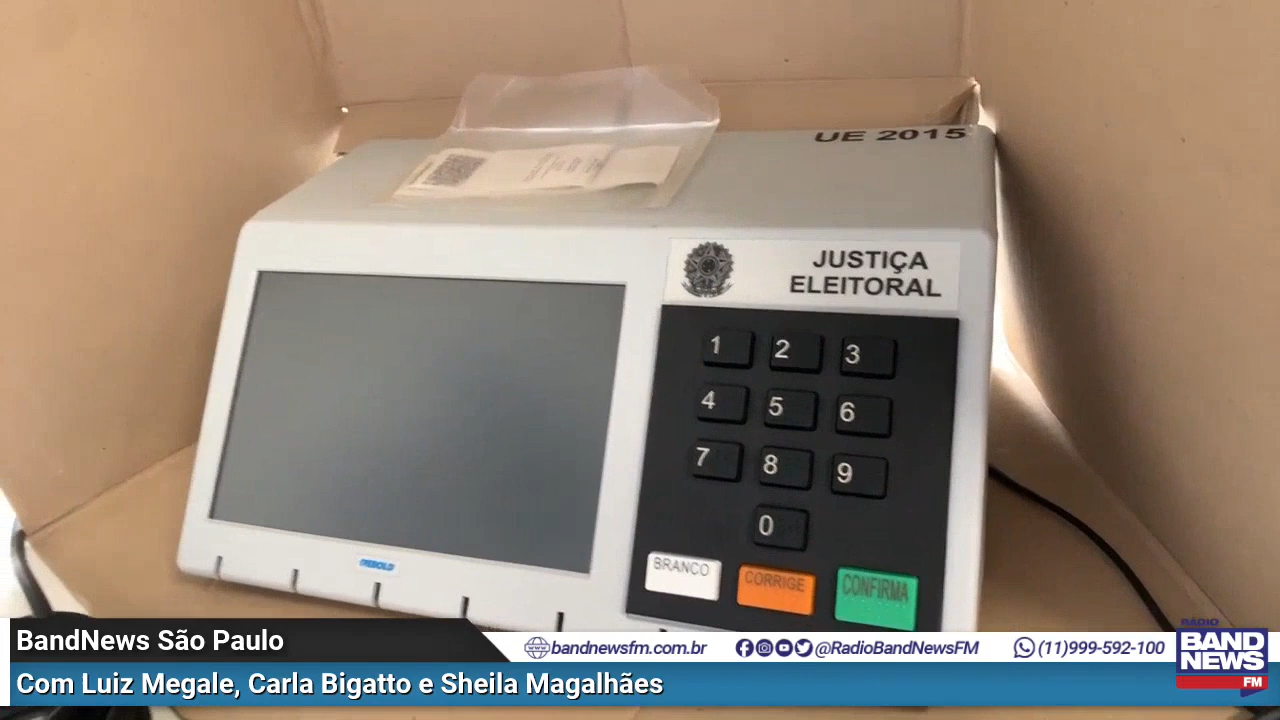 UE 2015
JUSTIÇA
ELEITORAL
1 2 3
4 5 6
7 8 9
0
BRANCO CORRIGE CONFIRMA
DIEBOLD
BandNews São Paulo
bandnewsfm.com.br @RadioBandNewsFM (11)999-592-100
Com Luiz Megale, Carla Bigatto e Sheila Magalhães
RÁDIO
BAND
NEWS
FM